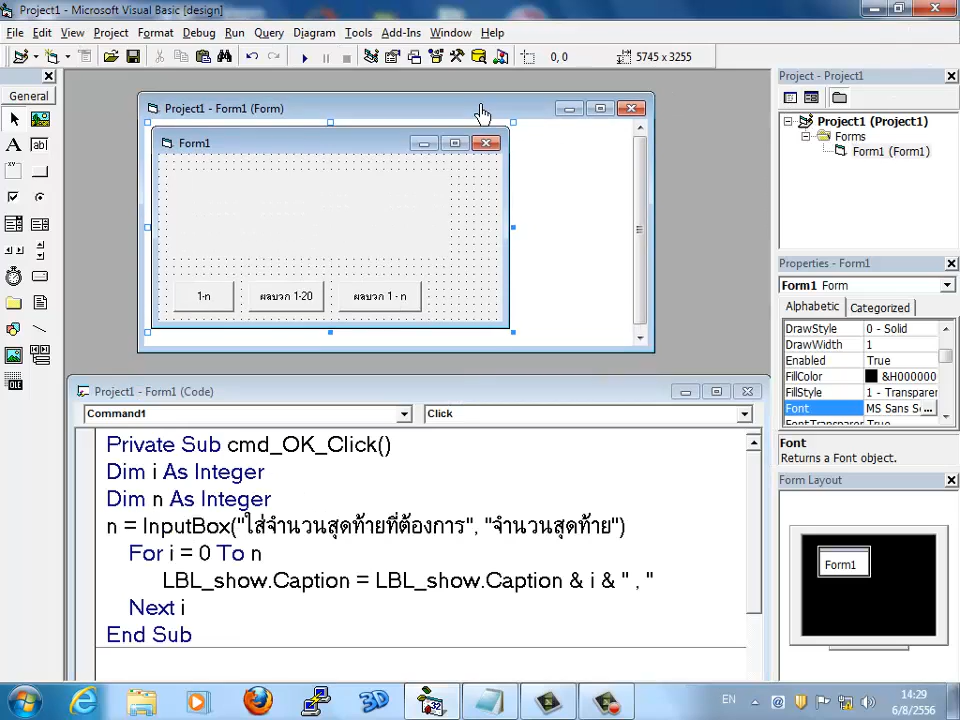 Project1 - Microsoft Visual Basic [design]
File Edit View Project Format Debug Run Query Diagram Tools Add-Ins Window Help
0, 0
5745 x 3255
General
Project1 - Form1 (Form)
Form1
1-n
ผลบวก 1-20
ผลบวก 1 - n
Project - Project1
Project1 (Project1)
Forms
Form1 (Form1)
Properties - Form1
Form1 Form
Alphabetic Categorized
DrawStyle 0 - Solid
DrawWidth 1
Enabled True
FillColor &H000000
FillStyle 1 - Transparen
Font MS Sans Se ...
FontTransparen True
Font
Returns a Font object.
Form Layout
Form1
Project1 - Form1 (Code)
Command1
Click
Private Sub cmd_OK_Click()
Dim i As Integer
Dim n As Integer
n = InputBox("ใส่จำนวนสุดท้ายที่ต้องการ", "จำนวนสุดท้าย")
For i = 0 To n
LBL_show.Caption = LBL_show.Caption & i & " , "
Next i
End Sub
EN
14:29
6/8/2556